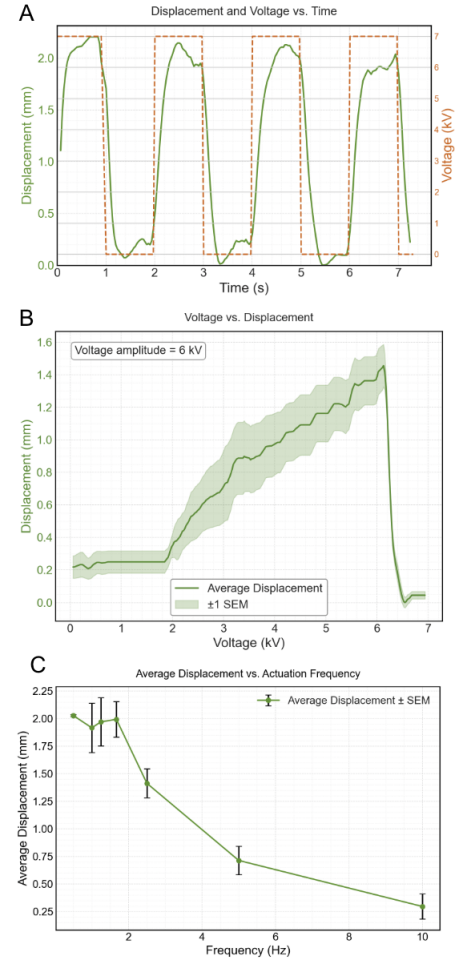 A
Displacement and Voltage vs. Time
Displacement (mm)
2.0
1.5
1.0
0.5
0.0
7
6
5
4
3
2
1
0
Voltage (kV)
0 1 2 3 4 5 6 7
Time (s)
B
Voltage vs. Displacement
Voltage amplitude = 6 kV
Displacement (mm)
1.6
1.4
1.2
1.0
0.8
0.6
0.4
0.2
0.0
Average Displacement
±1 SEM
0 1 2 3 4 5 6 7
Voltage (kV)
C
Average Displacement vs. Actuation Frequency
Average Displacement ± SEM
Average Displacement (mm)
2.25
2.00
1.75
1.50
1.25
1.00
0.75
0.50
0.25
2 4 6 8 10
Frequency (Hz)